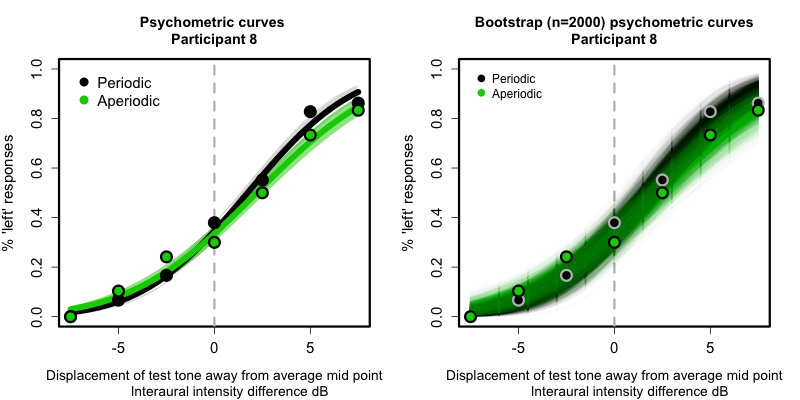 Psychometric curves
Participant 8
1.0
0.8
0.6
0.4
0.2
0.0
% 'left' responses
Periodic
Aperiodic
-5 0 5
Displacement of test tone away from average mid point
Interaural intensity difference dB
Bootstrap (n=2000) psychometric curves
Participant 8
1.0
0.8
0.6
0.4
0.2
0.0
% 'left' responses
Periodic
Aperiodic
-5 0 5
Displacement of test tone away from average mid point
Interaural intensity difference dB